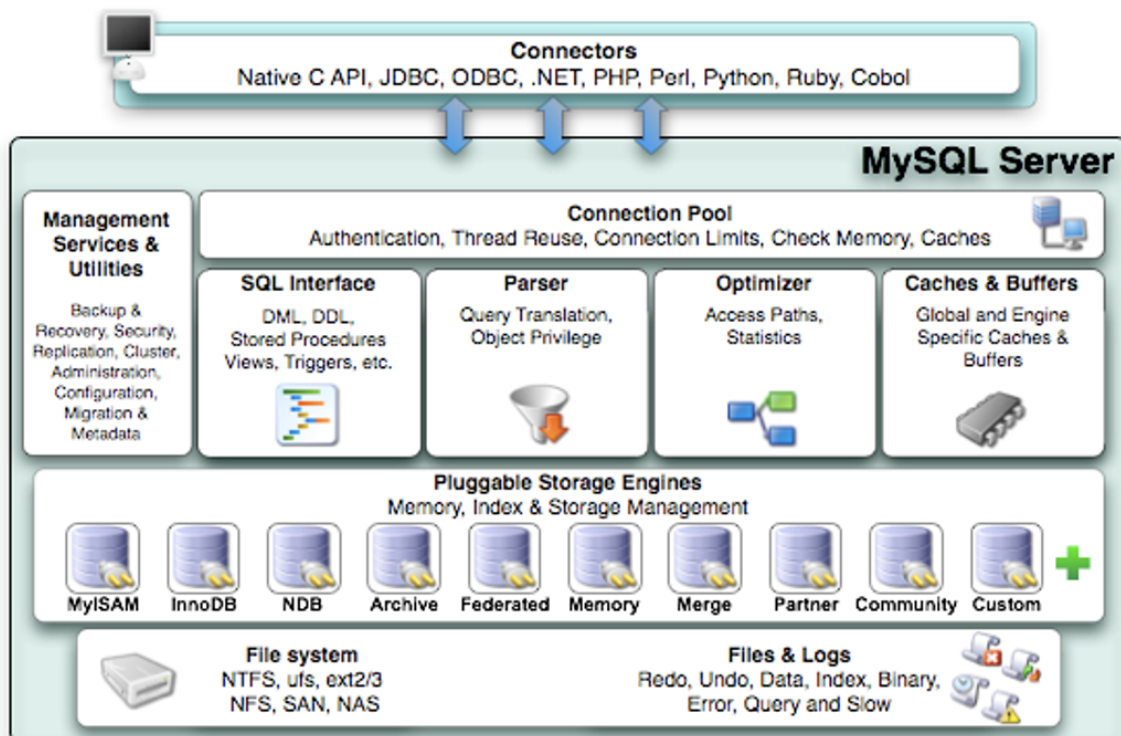 Connectors
Native C API, JDBC, ODBC, .NET, PHP, Perl, Python, Ruby, Cobol
MySQL Server
Management
Services &
Utilities
Backup &
Recovery, Security,
Replication, Cluster,
Administration,
Configuration,
Migration &
Metadata
Connection Pool
Authentication, Thread Reuse, Connection Limits, Check Memory, Caches
SQL Interface
DML, DDL,
Stored Procedures
Views, Triggers, etc.
Parser
Query Translation,
Object Privilege
Optimizer
Access Paths,
Statistics
Caches & Buffers
Global and Engine
Specific Caches &
Buffers
Pluggable Storage Engines
Memory, Index & Storage Management
MyISAM
InnoDB
NDB
Archive
Federated
Memory
Merge
Partner
Community
Custom
File system
NTFS, ufs, ext2/3
NFS, SAN, NAS
Files & Logs
Redo, Undo, Data, Index, Binary,
Error, Query and Slow